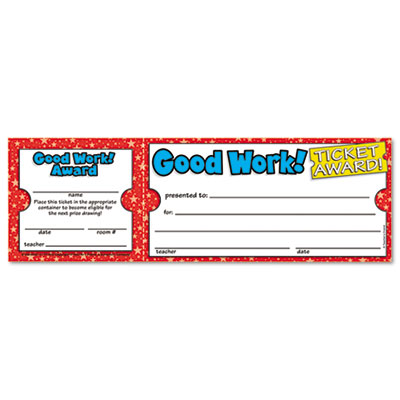 Good Work!
Award
name
Place this ticket in the appropriate
container to become eligible for
the next prize drawing!
date room #
teacher
Good Work!
TICKET
AWARD!
presented to:
for:
teacher date